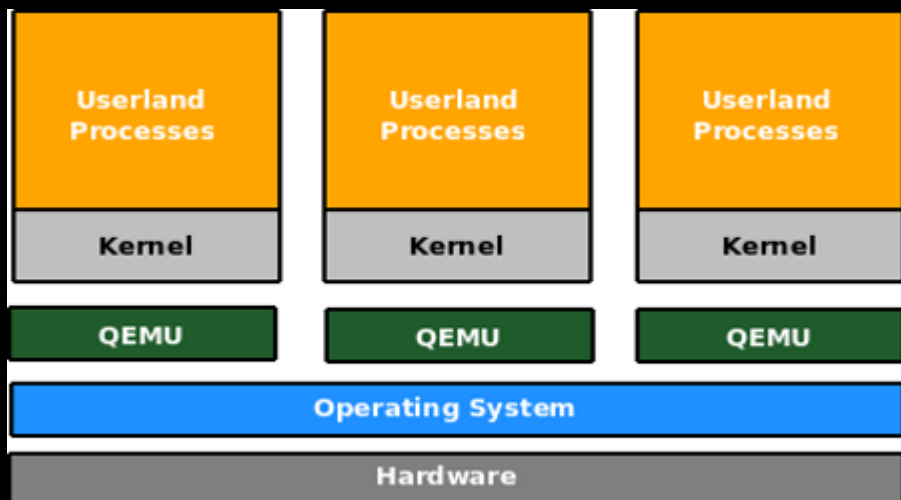 Userland
Processes
Userland
Processes
Userland
Processes
Kernel
Kernel
Kernel
QEMU
QEMU
QEMU
Operating System
Hardware